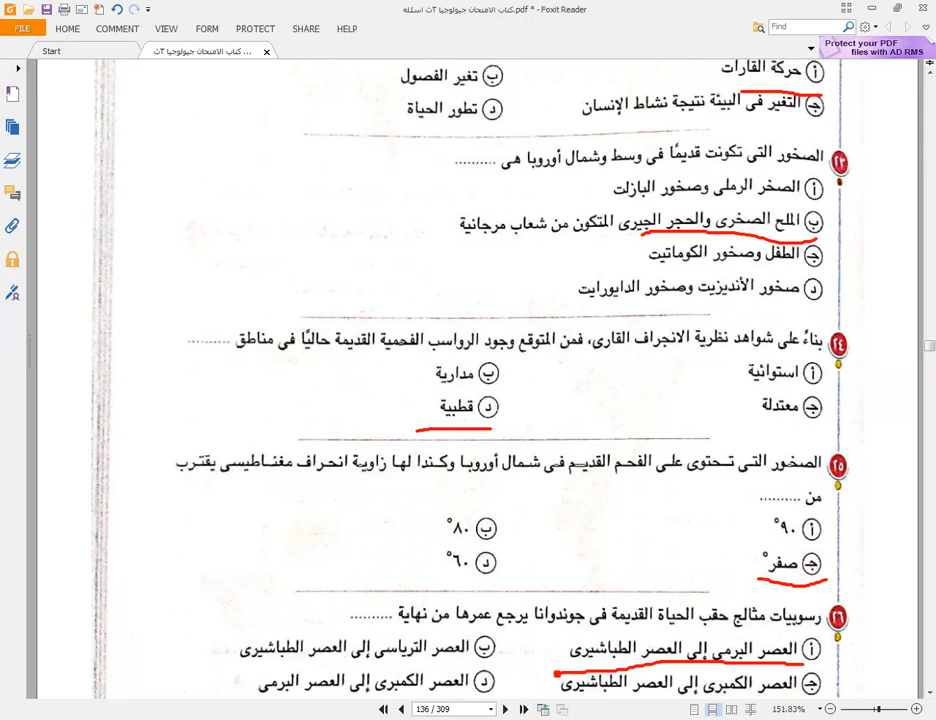 كتاب الامتحان جيولوجيا ٣ث اسئله.pdf * - Foxit Reader
FILE HOME COMMENT VIEW FORM PROTECT SHARE HELP
Find
Start
كتاب الامتحان جيولوجيا ٣ث ...
Protect your PDF
files with AD RMS
أ حركة القارات
ب تغير الفصول
ج التغير فى البيئة نتيجة نشاط الإنسان
د تطور الحياة
٢٣ الصخور التى تكونت قديمًا فى وسط وشمال أوروبا هى ..........
أ الصخر الرملى وصخور البازلت
ب الملح الصخرى والحجر الجيرى المتكون من شعاب مرجانية
ج الطفل وصخور الكوماتيت
د صخور الأنديزيت وصخور الدايورايت
٢٤ بناءً على شواهد نظرية الانجراف القارى، فمن المتوقع وجود الرواسب الفحمية القديمة حاليًا فى مناطق ..........
أ استوائية
ب مدارية
ج معتدلة
د قطبية
٢٥ الصخور التى تحتوى على الفحم القديم فى شمال أوروبا وكندا لها زاوية انحراف مغناطيسى يقترب
من ..........
أ ٩٠°
ب ٨٠°
ج صفر°
د ٦٠°
٢٦ رسوبيات مثالج حقب الحياة القديمة فى جوندوانا يرجع عمرها من نهاية ..........
أ العصر البرمى إلى العصر الطباشيرى
ب العصر الترياسى إلى العصر الطباشيرى
ج العصر الكمبرى إلى العصر الطباشيرى
د العصر الكمبرى إلى العصر البرمى
136 / 309
151.83%